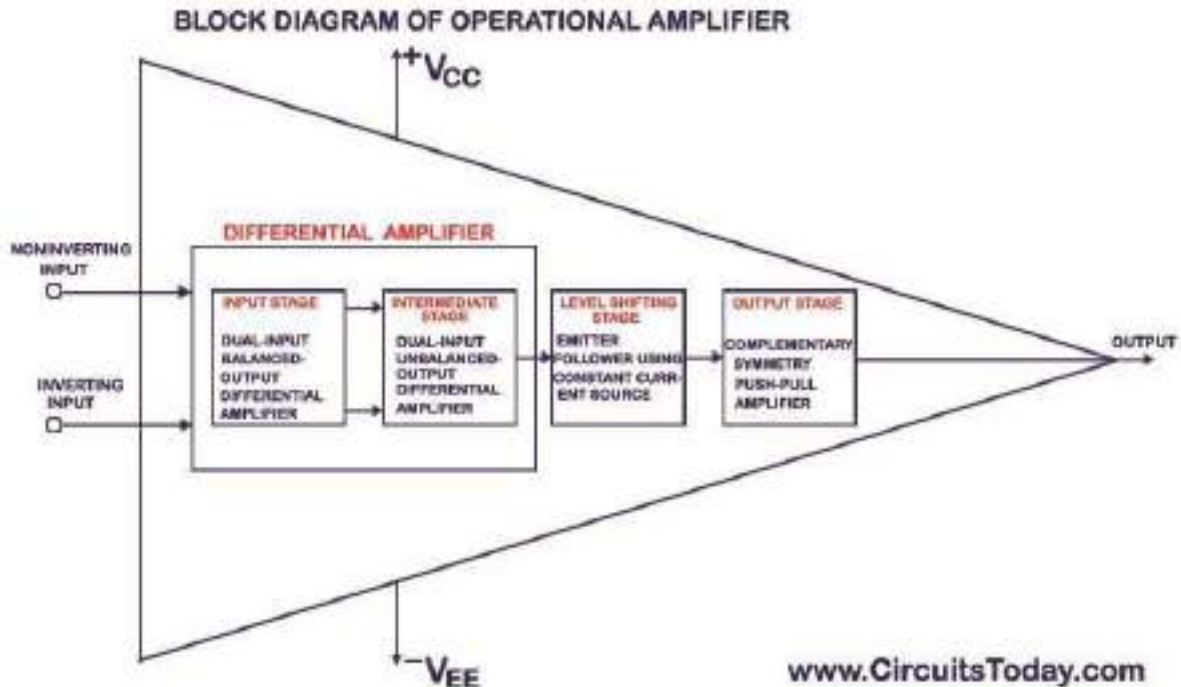 BLOCK DIAGRAM OF OPERATIONAL AMPLIFIER
+VCC
DIFFERENTIAL AMPLIFIER
NONINVERTING
INPUT
INPUT STAGE
DUAL-INPUT
BALANCED-
OUTPUT
DIFFERENTIAL
AMPLIFIER
INTERMEDIATE
STAGE
DUAL-INPUT
UNBALANCED-
OUTPUT
DIFFERENTIAL
AMPLIFIER
LEVEL SHIFTING
STAGE
EMITTER
FOLLOWER USING
CONSTANT CURR-
ENT SOURCE
OUTPUT STAGE
COMPLEMENTARY
SYMMETRY
PUSH-PULL
AMPLIFIER
OUTPUT
INVERTING
INPUT
-VEE
www.CircuitsToday.com